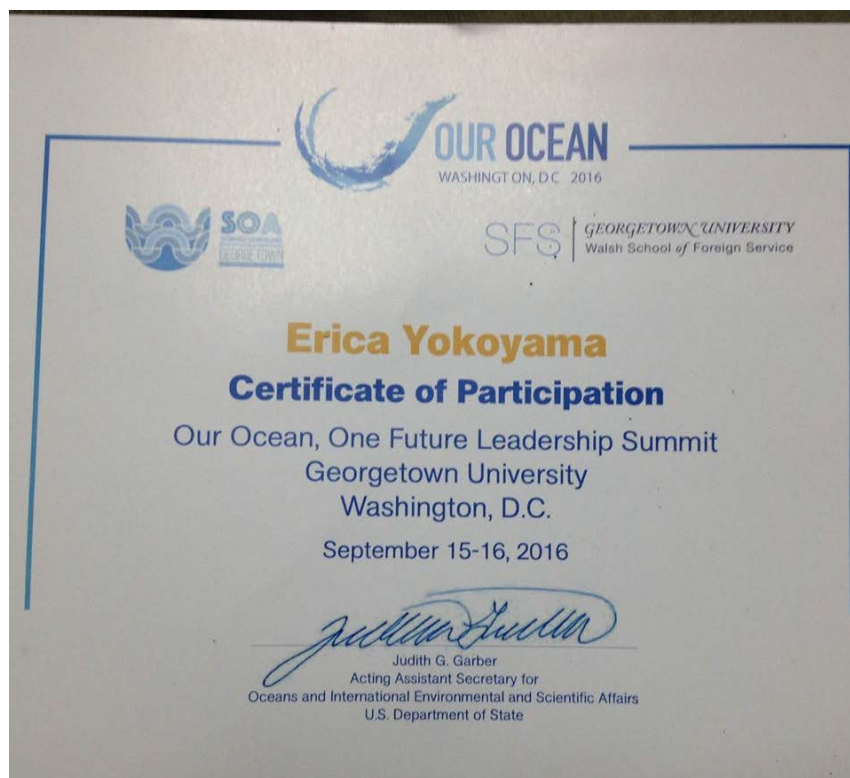 OUR OCEAN
WASHINGTON, DC 2016
SOA
GEORGETOWN
SFS
GEORGETOWN UNIVERSITY
Walsh School of Foreign Service
Erica Yokoyama
Certificate of Participation
Our Ocean, One Future Leadership Summit
Georgetown University
Washington, D.C.
September 15-16, 2016
Judith G. Garber
Acting Assistant Secretary for
Oceans and International Environmental and Scientific Affairs
U.S. Department of State